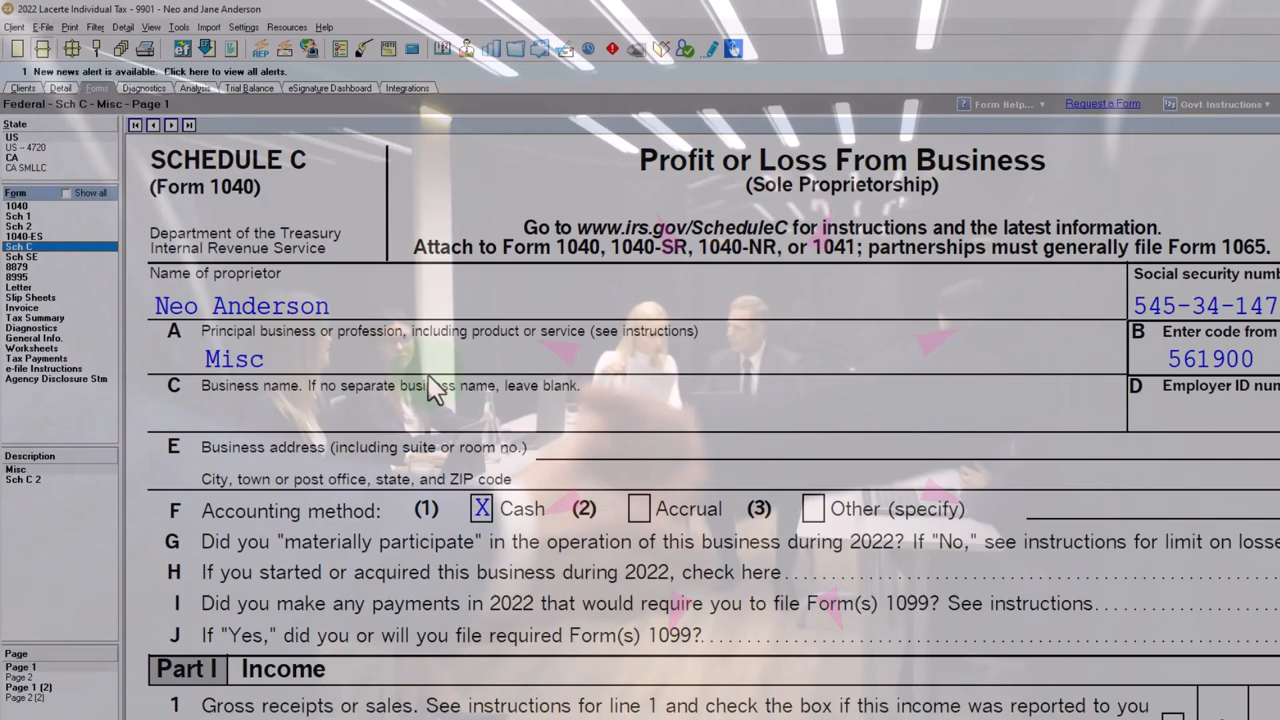 2022 Lacerte Individual Tax - 9901 - Neo and Jane Anderson
Client E-File Print Filter Detail View Tools Import Settings Resources Help
1 New news alert is available. Click here to view all alerts.
Clients Detail Forms Diagnostics Analysis Trial Balance eSignature Dashboard Integrations
Federal - Sch C - Misc - Page 1
Form Help... Request a Form Govt Instructions
State
US
US - 4720
CA
CA SMLLC
Form Show all
1040
Sch 1
Sch 2
1040-ES
Sch C
Sch SE
8879
8995
Letter
Slip Sheets
Invoice
Tax Summary
Diagnostics
General Info.
Worksheets
Tax Payments
e-file Instructions
Agency Disclosure Stm
Description
Misc
Sch C 2
Page
Page 1
Page 2
Page 1 (2)
Page 2 (2)
SCHEDULE C
(Form 1040)
Department of the Treasury
Internal Revenue Service
Profit or Loss From Business
(Sole Proprietorship)
Go to www.irs.gov/ScheduleC for instructions and the latest information.
Attach to Form 1040, 1040-SR, 1040-NR, or 1041; partnerships must generally file Form 1065.
Name of proprietor
Social security numb
Neo Anderson
545-34-147
A Principal business or profession, including product or service (see instructions)
B Enter code from
Misc
561900
C Business name. If no separate business name, leave blank.
D Employer ID num
E Business address (including suite or room no.)
City, town or post office, state, and ZIP code
F Accounting method: (1) X Cash (2) Accrual (3) Other (specify)
G Did you "materially participate" in the operation of this business during 2022? If "No," see instructions for limit on losse
H If you started or acquired this business during 2022, check here
I Did you make any payments in 2022 that would require you to file Form(s) 1099? See instructions
J If "Yes," did you or will you file required Form(s) 1099?
Part I Income
1 Gross receipts or sales. See instructions for line 1 and check the box if this income was reported to you